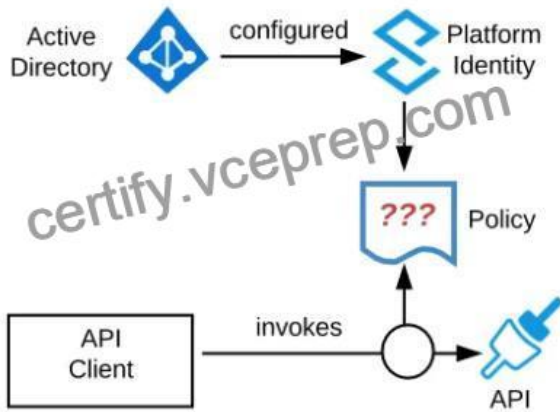 Active
Directory
configured
Platform
Identity
certify.vceprep.com
???
Policy
API
Client
invokes
API